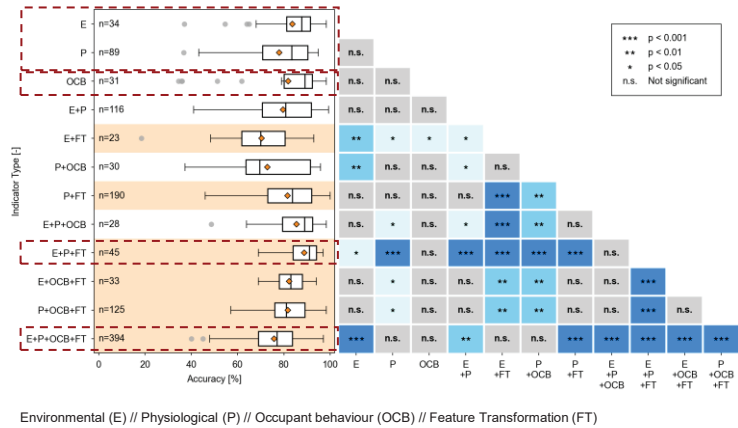 E n=34
P n=89 n.s.
OCB n=31 n.s. n.s.
E+P n=116 n.s. n.s. n.s.
E+FT n=23 ** * * *
P+OCB n=30 ** n.s. n.s. * n.s.
P+FT n=190 n.s. n.s. n.s. n.s. *** **
E+P+OCB n=28 n.s. * n.s. * *** ** n.s.
E+P+FT n=45 * *** n.s. *** *** *** *** n.s.
E+OCB+FT n=33 n.s. * n.s. n.s. ** ** n.s. n.s. ***
P+OCB+FT n=125 n.s. * n.s. n.s. ** ** n.s. n.s. *** n.s.
E+P+OCB+FT n=394 *** n.s. n.s. ** n.s. n.s. *** *** *** *** ***
Indicator Type [-]
0 20 40 60 80 100
Accuracy [%]
E P OCB E P... 
+P
E
+FT
P
+OCB
P
+FT
E
+P
+OCB
E
+P
+FT
E
+OCB
+FT
P
+OCB
+FT
*** p < 0.001
** p < 0.01
* p < 0.05
n.s. Not significant
Environmental (E) // Physiological (P) // Occupant behaviour (OCB) // Feature Transformation (FT)